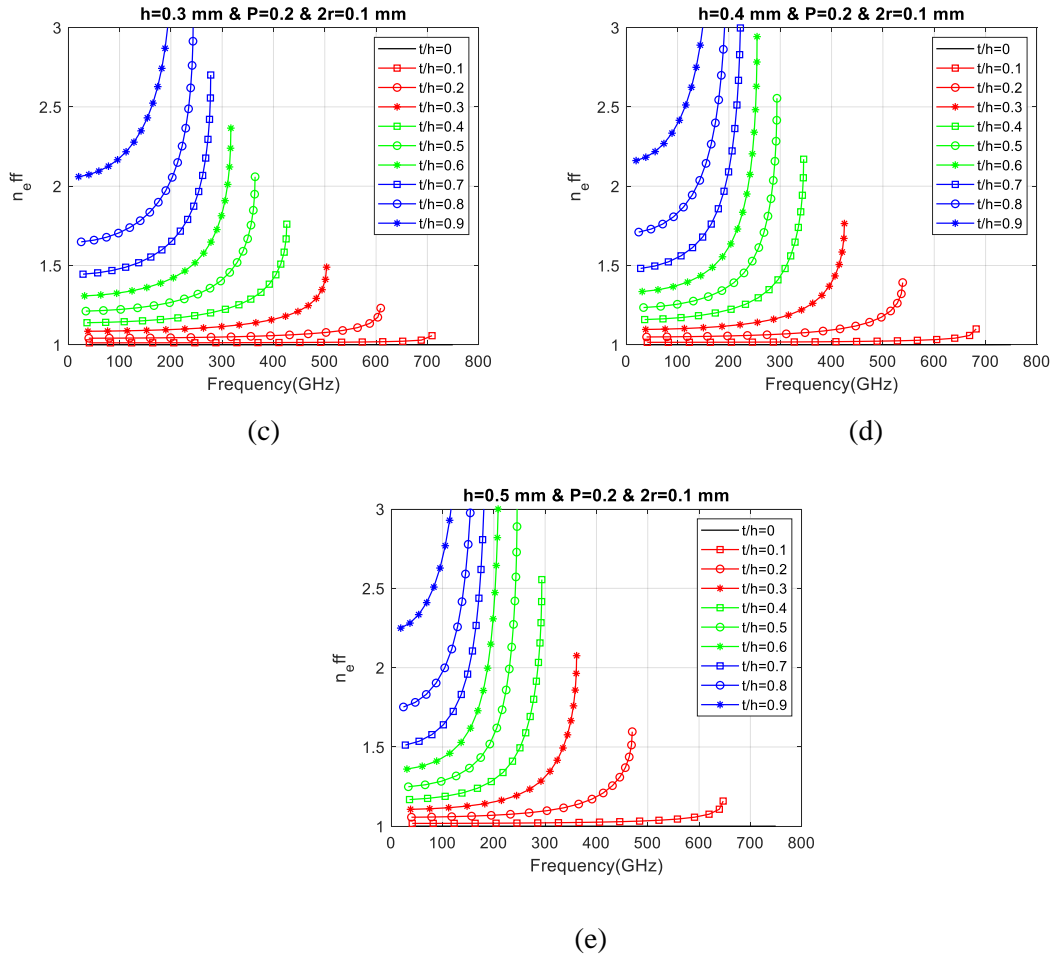 h=0.3 mm & P=0.2 & 2r=0.1 mm
3
2.5
2
1.5
1
n_eff
0 100 200 300 400 500 600 700 800
Frequency(GHz)
t/h=0
t/h=0.1
t/h=0.2
t/h=0.3
t/h=0.4
t/h=0.5
t/h=0.6
t/h=0.7
t/h=0.8
t/h=0.9
(c)
h=0.4 mm & P=0.2 & 2r=0.1 mm
3
2.5
2
1.5
1
n_eff
0 100 200 300 400 500 600 700 800
Frequency(GHz)
t/h=0
t/h=0.1
t/h=0.2
t/h=0.3
t/h=0.4
t/h=0.5
t/h=0.6
t/h=0.7
t/h=0.8
t/h=0.9
(d)
h=0.5 mm & P=0.2 & 2r=0.1 mm
3
2.5
2
1.5
1
n_eff
0 100 200 300 400 500 600 700 800
Frequency(GHz)
t/h=0
t/h=0.1
t/h=0.2
t/h=0.3
t/h=0.4
t/h=0.5
t/h=0.6
t/h=0.7
t/h=0.8
t/h=0.9
(e)